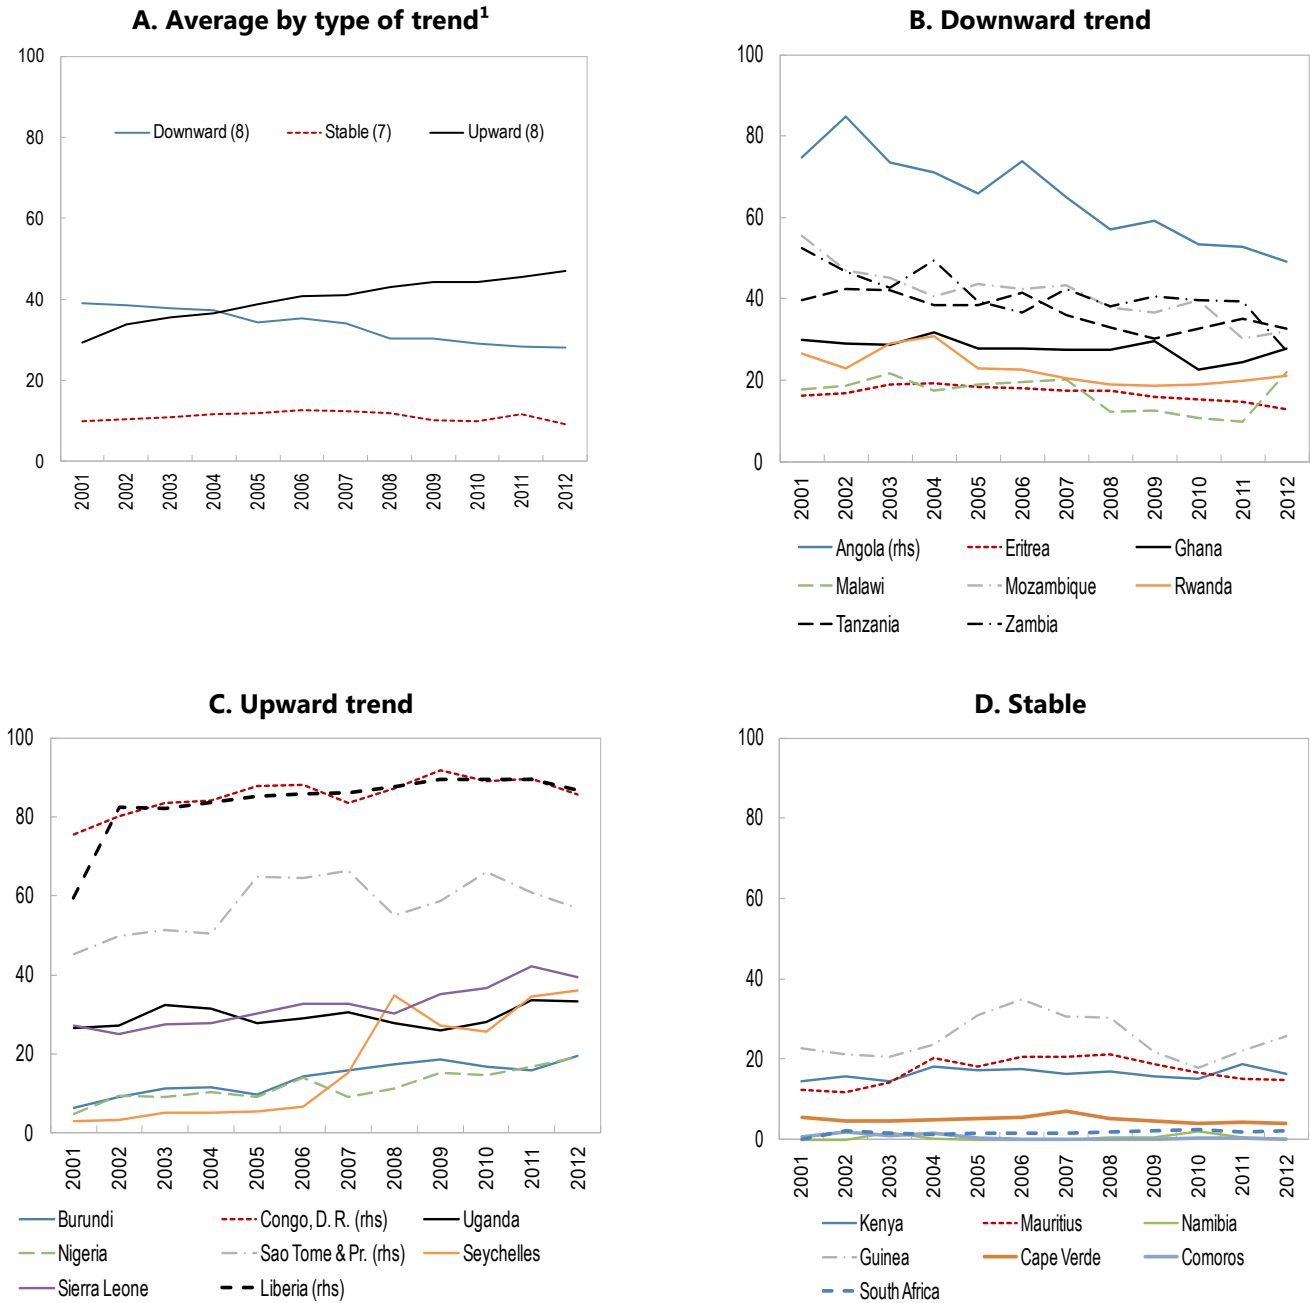 A. Average by type of trend¹
100
80
60
40
20
0
Downward (8) Stable (7) Upward (8)
2001 2002 2003 2004 2005 2006 2007 2008 2009 2010 2011 2012
B. Downward trend
100
80
60
40
20
0
2001 2002 2003 2004 2005 2006 2007 2008 2009 2010 2011 2012
Angola (rhs) Eritrea Ghana
Malawi Mozambique Rwanda
Tanzania Zambia
C. Upward trend
100
80
60
40
20
0
2001 2002 2003 2004 2005 2006 2007 2008 2009 2010 2011 2012
Burundi Congo, D. R. (rhs) Uganda
Nigeria Sao Tome & Pr. (rhs) Seychelles
Sierra Leone Liberia (rhs)
D. Stable
100
80
60
40
20
0
2001 2002 2003 2004 2005 2006 2007 2008 2009 2010 2011 2012
Kenya Mauritius Namibia
Guinea Cape Verde Comoros
South Africa